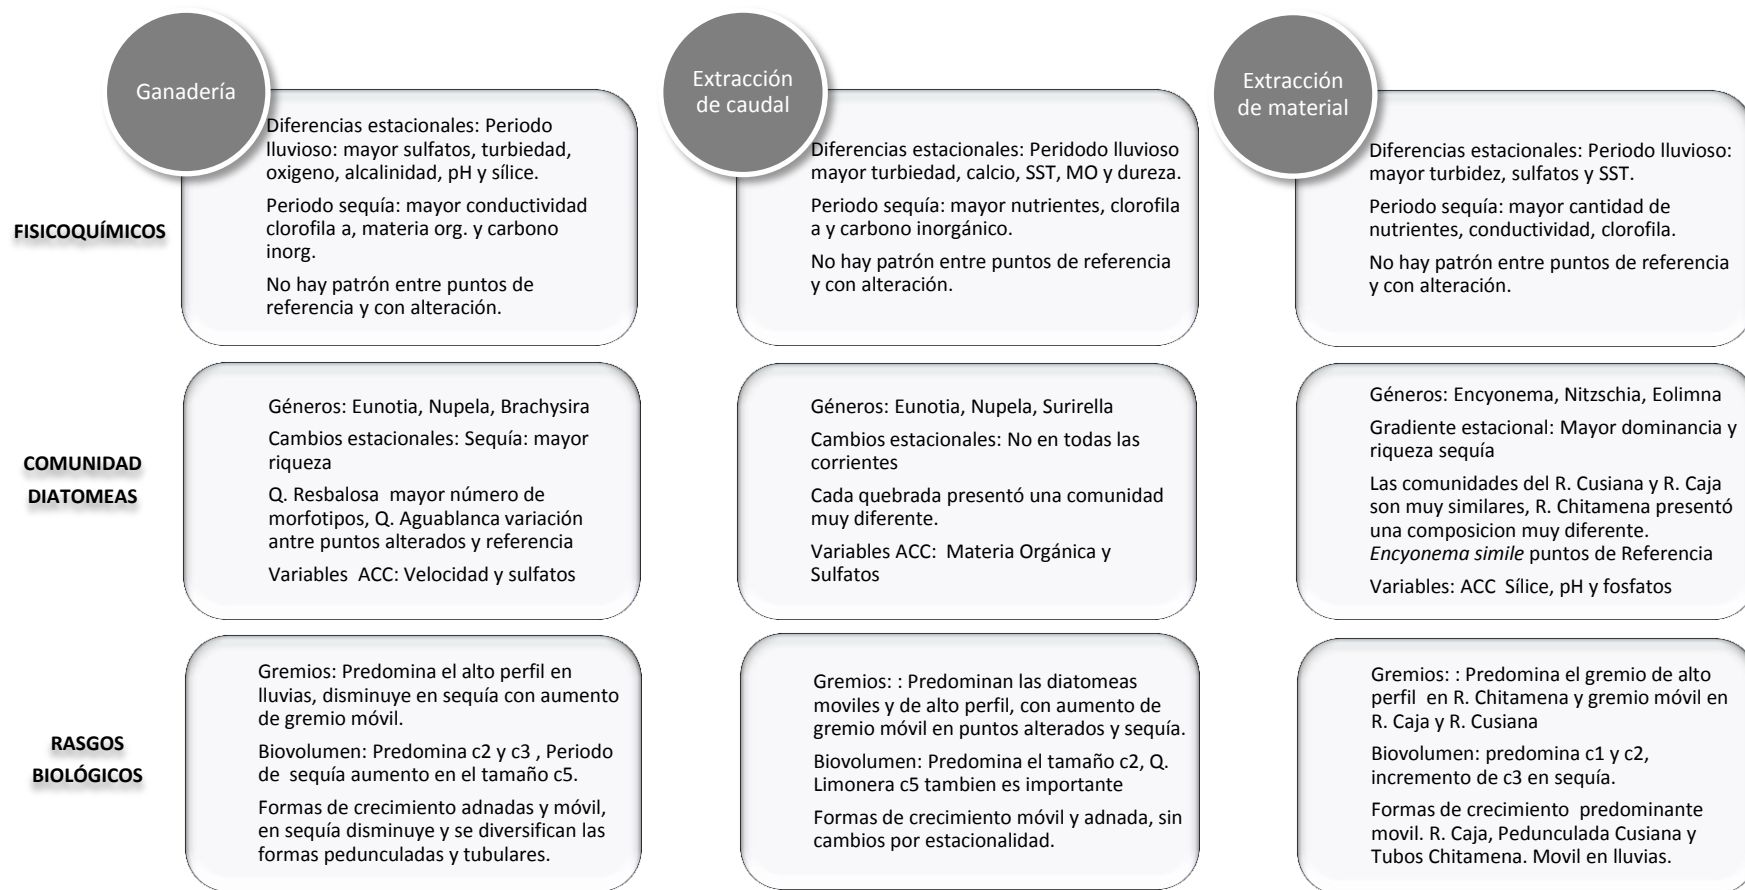 Ganadería
Extracción
de caudal
Extracción
de material
FISICOQUÍMICOS
Diferencias estacionales: Periodo
lluvioso: mayor sulfatos, turbiedad,
oxigeno, alcalinidad, pH y sílice.
Periodo sequía: mayor conductividad
clorofila a, materia org. y carbono
inorg.
No hay patrón entre puntos de
referencia y con alteración.
Diferencias estacionales: Peridodo lluvioso
mayor turbiedad, calcio, SST, MO y dureza.
Periodo sequía: mayor nutrientes, clorofila
a y carbono inorgánico.
No hay patrón entre puntos de referencia
y con alteración.
Diferencias estacionales: Periodo lluvioso:
mayor turbidez, sulfatos y SST.
Periodo sequía: mayor cantidad de
nutrientes, conductividad, clorofila.
No hay patrón entre puntos de referencia
y con alteración.
COMUNIDAD
DIATOMEAS
Géneros: Eunotia, Nupela, Brachysira
Cambios estacionales: Sequía: mayor
riqueza
Q. Resbalosa mayor número de
morfotipos, Q. Aguablanca variación
antre puntos alterados y referencia
Variables ACC: Velocidad y sulfatos
Géneros: Eunotia, Nupela, Surirella
Cambios estacionales: No en todas las
corrientes
Cada quebrada presentó una comunidad
muy diferente.
Variables ACC: Materia Orgánica y
Sulfatos
Géneros: Encyonema, Nitzschia, Eolimna
Gradiente estacional: Mayor dominancia y
riqueza sequía
Las comunidades del R. Cusiana y R. Caja
son muy similares, R. Chitamena presentó
una composicion muy diferente.
Encyonema simile puntos de Referencia
Variables: ACC Sílice, pH y fosfatos
RASGOS
BIOLÓGICOS
Gremios: Predomina el alto perfil en
lluvias, disminuye en sequía con aumento
de gremio móvil.
Biovolumen: Predomina c2 y c3 , Periodo
de sequía aumento en el tamaño c5.
Formas de crecimiento adnadas y móvil,
en sequía disminuye y se diversifican las
formas pedunculadas y tubulares.
Gremios: : Predominan las diatomeas
moviles y de alto perfil, con aumento de
gremio móvil en puntos alterados y sequía.
Biovolumen: Predomina el tamaño c2, Q.
Limonera c5 tambien es importante
Formas de crecimiento móvil y adnada, sin
cambios por estacionalidad.
Gremios: : Predomina el gremio de alto
perfil en R. Chitamena y gremio móvil en
R. Caja y R. Cusiana
Biovolumen: predomina c1 y c2,
incremento de c3 en sequía.
Formas de crecimiento predominante
movil. R. Caja, Pedunculada Cusiana y
Tubos Chitamena. Movil en lluvias.